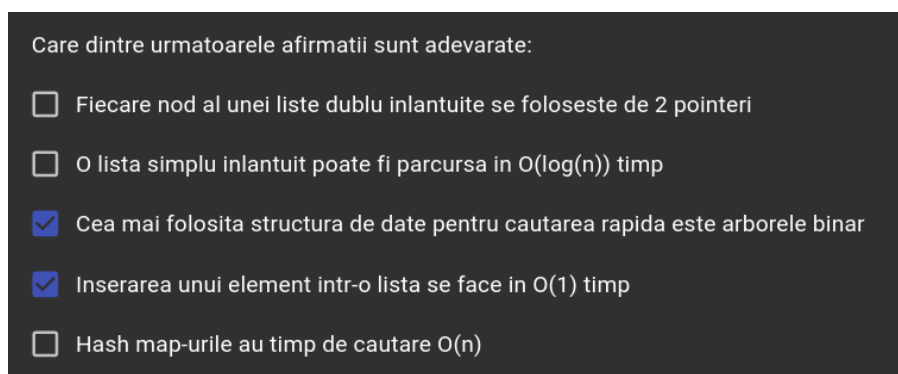 Care dintre urmatoarele afirmatii sunt adevarate:
Fiecare nod al unei liste dublu inlantuite se foloseste de 2 pointeri
O lista simplu inlantuit poate fi parcursa in O(log(n)) timp
Cea mai folosita structura de date pentru cautarea rapida este arborele binar
Inserarea unui element intr-o lista se face in O(1) timp
Hash map-urile au timp de cautare O(n)